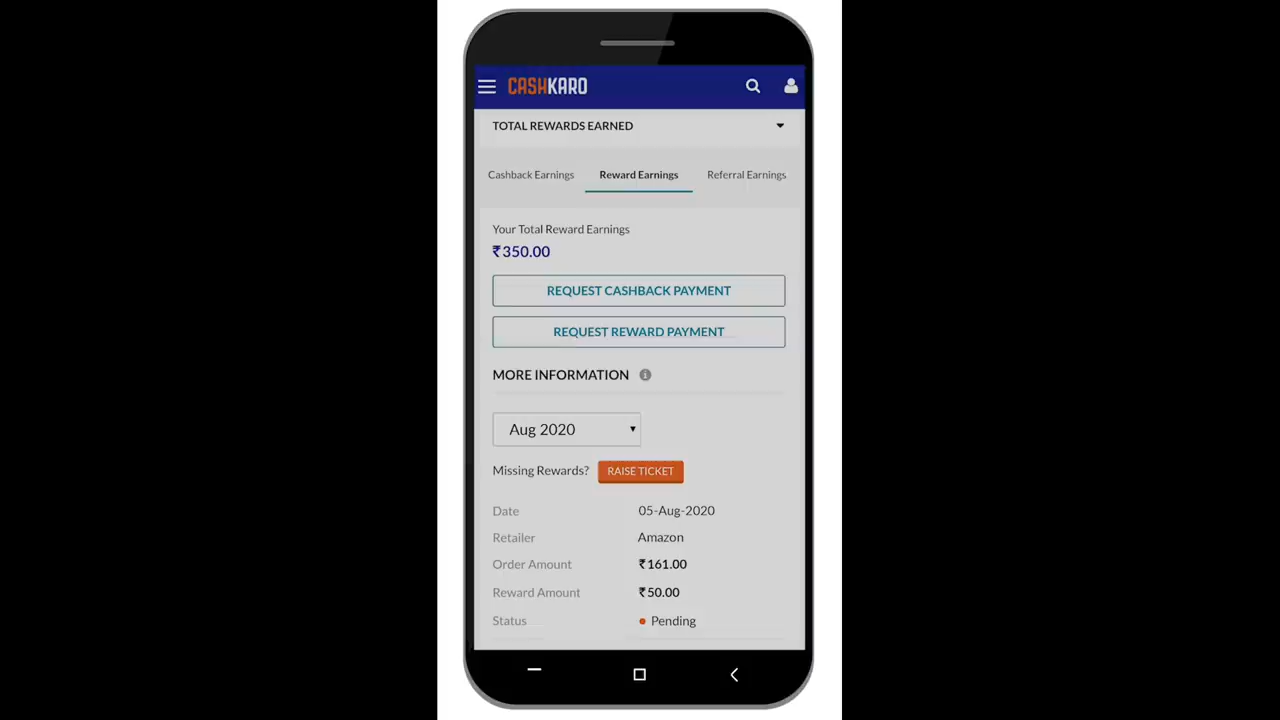 CASHKARO
TOTAL REWARDS EARNED
Cashback Earnings Reward Earnings Referral Earnings
Your Total Reward Earnings
₹350.00
REQUEST CASHBACK PAYMENT
REQUEST REWARD PAYMENT
MORE INFORMATION
Aug 2020
Missing Rewards? RAISE TICKET
Date 05-Aug-2020
Retailer Amazon
Order Amount ₹161.00
Reward Amount ₹50.00
Status Pending